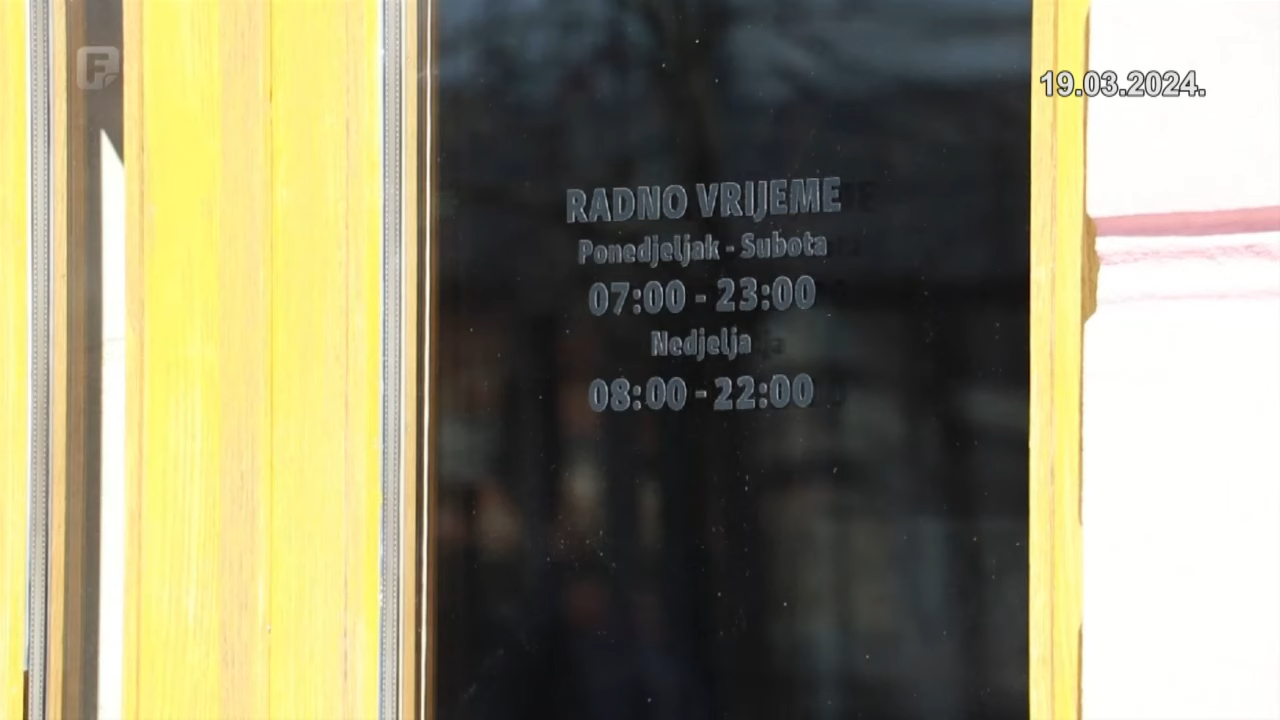 F
19.03.2024.
RADNO VRIJEME
Ponedjeljak - Subota
07:00 - 23:00
Nedjelja
08:00 - 22:00